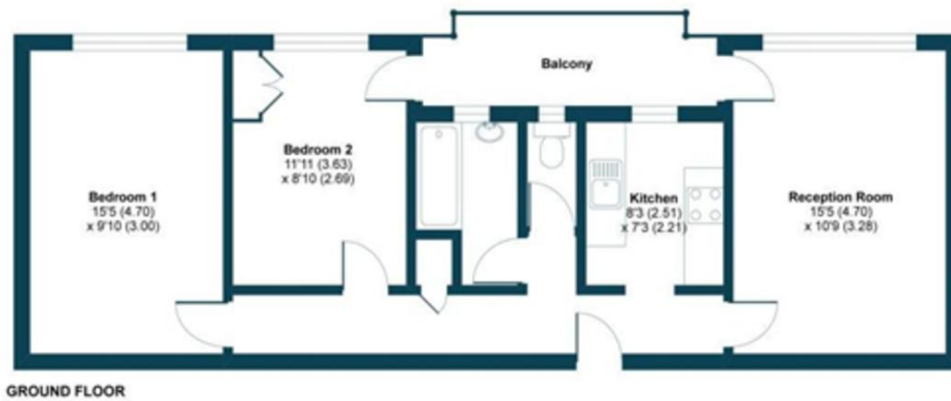 Balcony
Bedroom 1
15'5 (4.70)
x 9'10 (3.00)
Bedroom 2
11'11 (3.63)
x 8'10 (2.69)
Kitchen
8'3 (2.51)
x 7'3 (2.21)
Reception Room
15'5 (4.70)
x 10'9 (3.28)
GROUND FLOOR